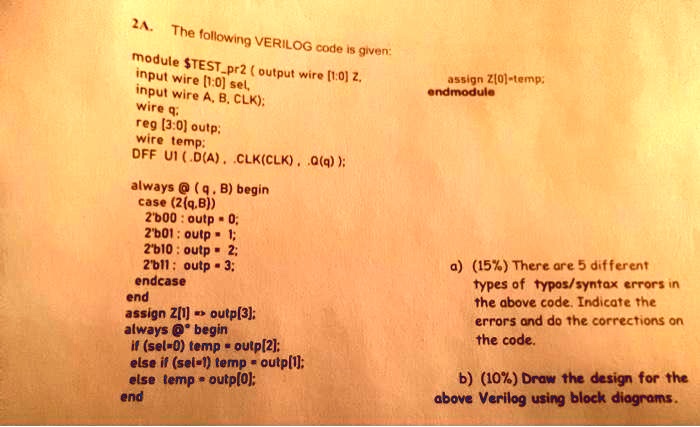 2A. The following VERILOG code is given:
module $TEST_pr2 ( output wire [1:0] Z,
input wire [1:0] sel,
input wire A, B, CLK);
wire q;
reg [3:0] outp;
wire temp;
DFF U1 ( .D(A) , .CLK(CLK) , .Q(q) );
always @ ( q , B) begin
case (2{q,B})
2'b00 : outp = 0;
2'b01 : outp = 1;
2'b10 : outp = 2;
2'b11 : outp = 3;
endcase
end
assign Z[1] => outp[3];
always @* begin
if (sel=0) temp = outp[2];
else if (sel=1) temp = outp[1];
else temp = outp[0];
end
assign Z[0]=temp;
endmodule
a) (15%) There are 5 different
types of typos/syntax errors in
the above code. Indicate the
errors and do the corrections on
the code.
b) (10%) Draw the design for the
above Verilog using block diagrams.